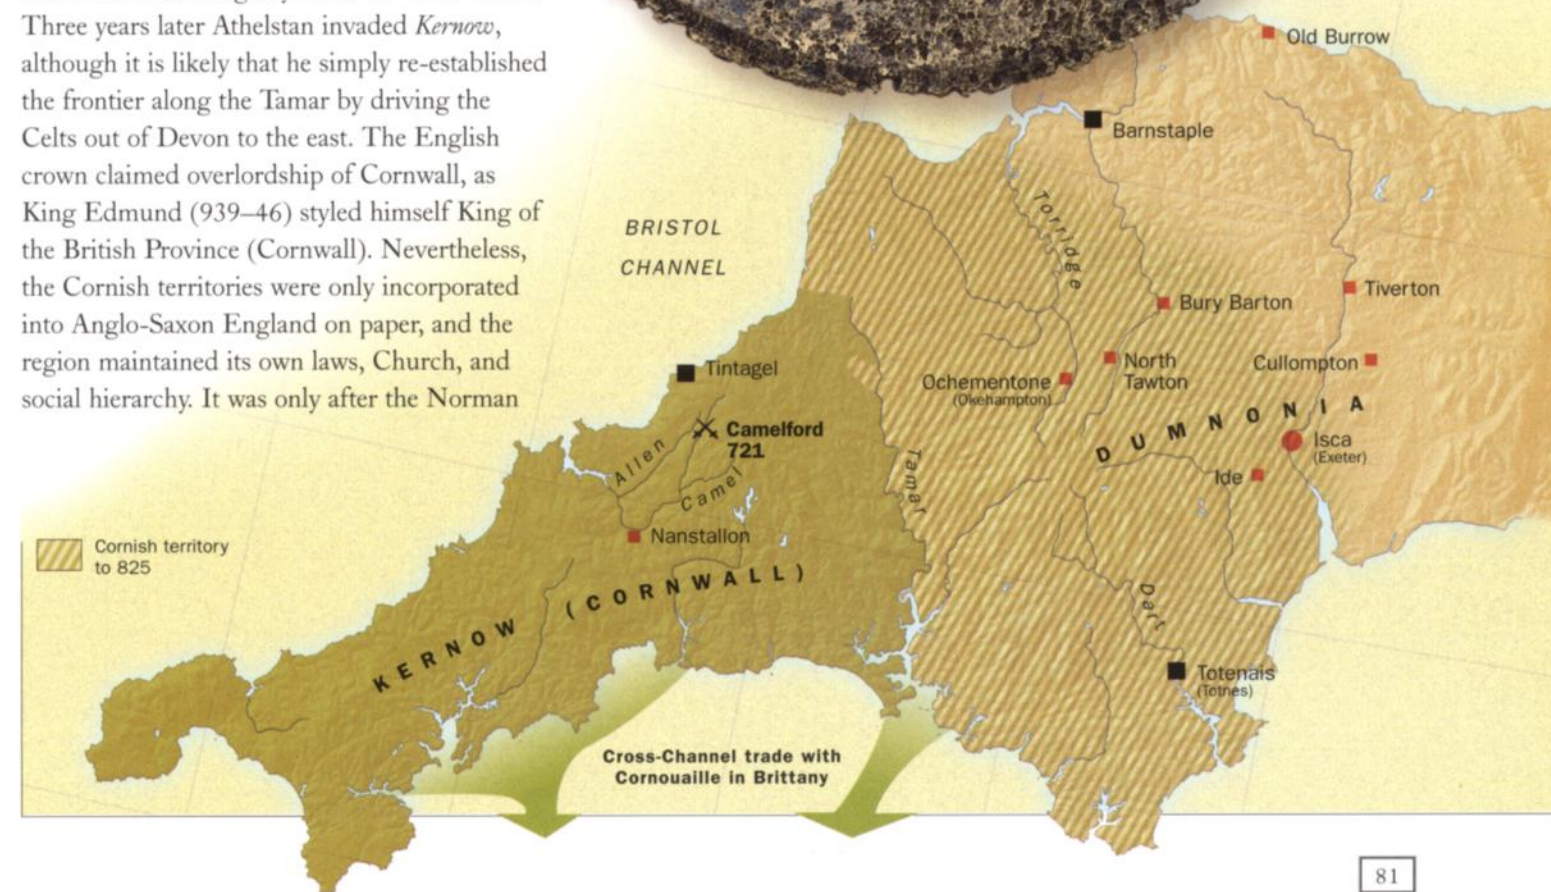 Three years later Athelstan invaded Kernow,
although it is likely that he simply re-established
the frontier along the Tamar by driving the
Celts out of Devon to the east. The English
crown claimed overlordship of Cornwall, as
King Edmund (939–46) styled himself King of
the British Province (Cornwall). Nevertheless,
the Cornish territories were only incorporated
into Anglo-Saxon England on paper, and the
region maintained its own laws, Church, and
social hierarchy. It was only after the Norman
Cornish territory
to 825
BRISTOL
CHANNEL
Old Burrow
Barnstaple
Torridge
Bury Barton
Tiverton
North
Tawton
Cullompton
Ochementone
(Okehampton)
DUMNONIA
Isca
(Exeter)
Ide
Tintagel
Camelford
721
Allen
Camel
Tamar
Nanstallon
KERNOW (CORNWALL)
Dart
Totenais
(Totnes)
Cross-Channel trade with
Cornouaille in Brittany
81